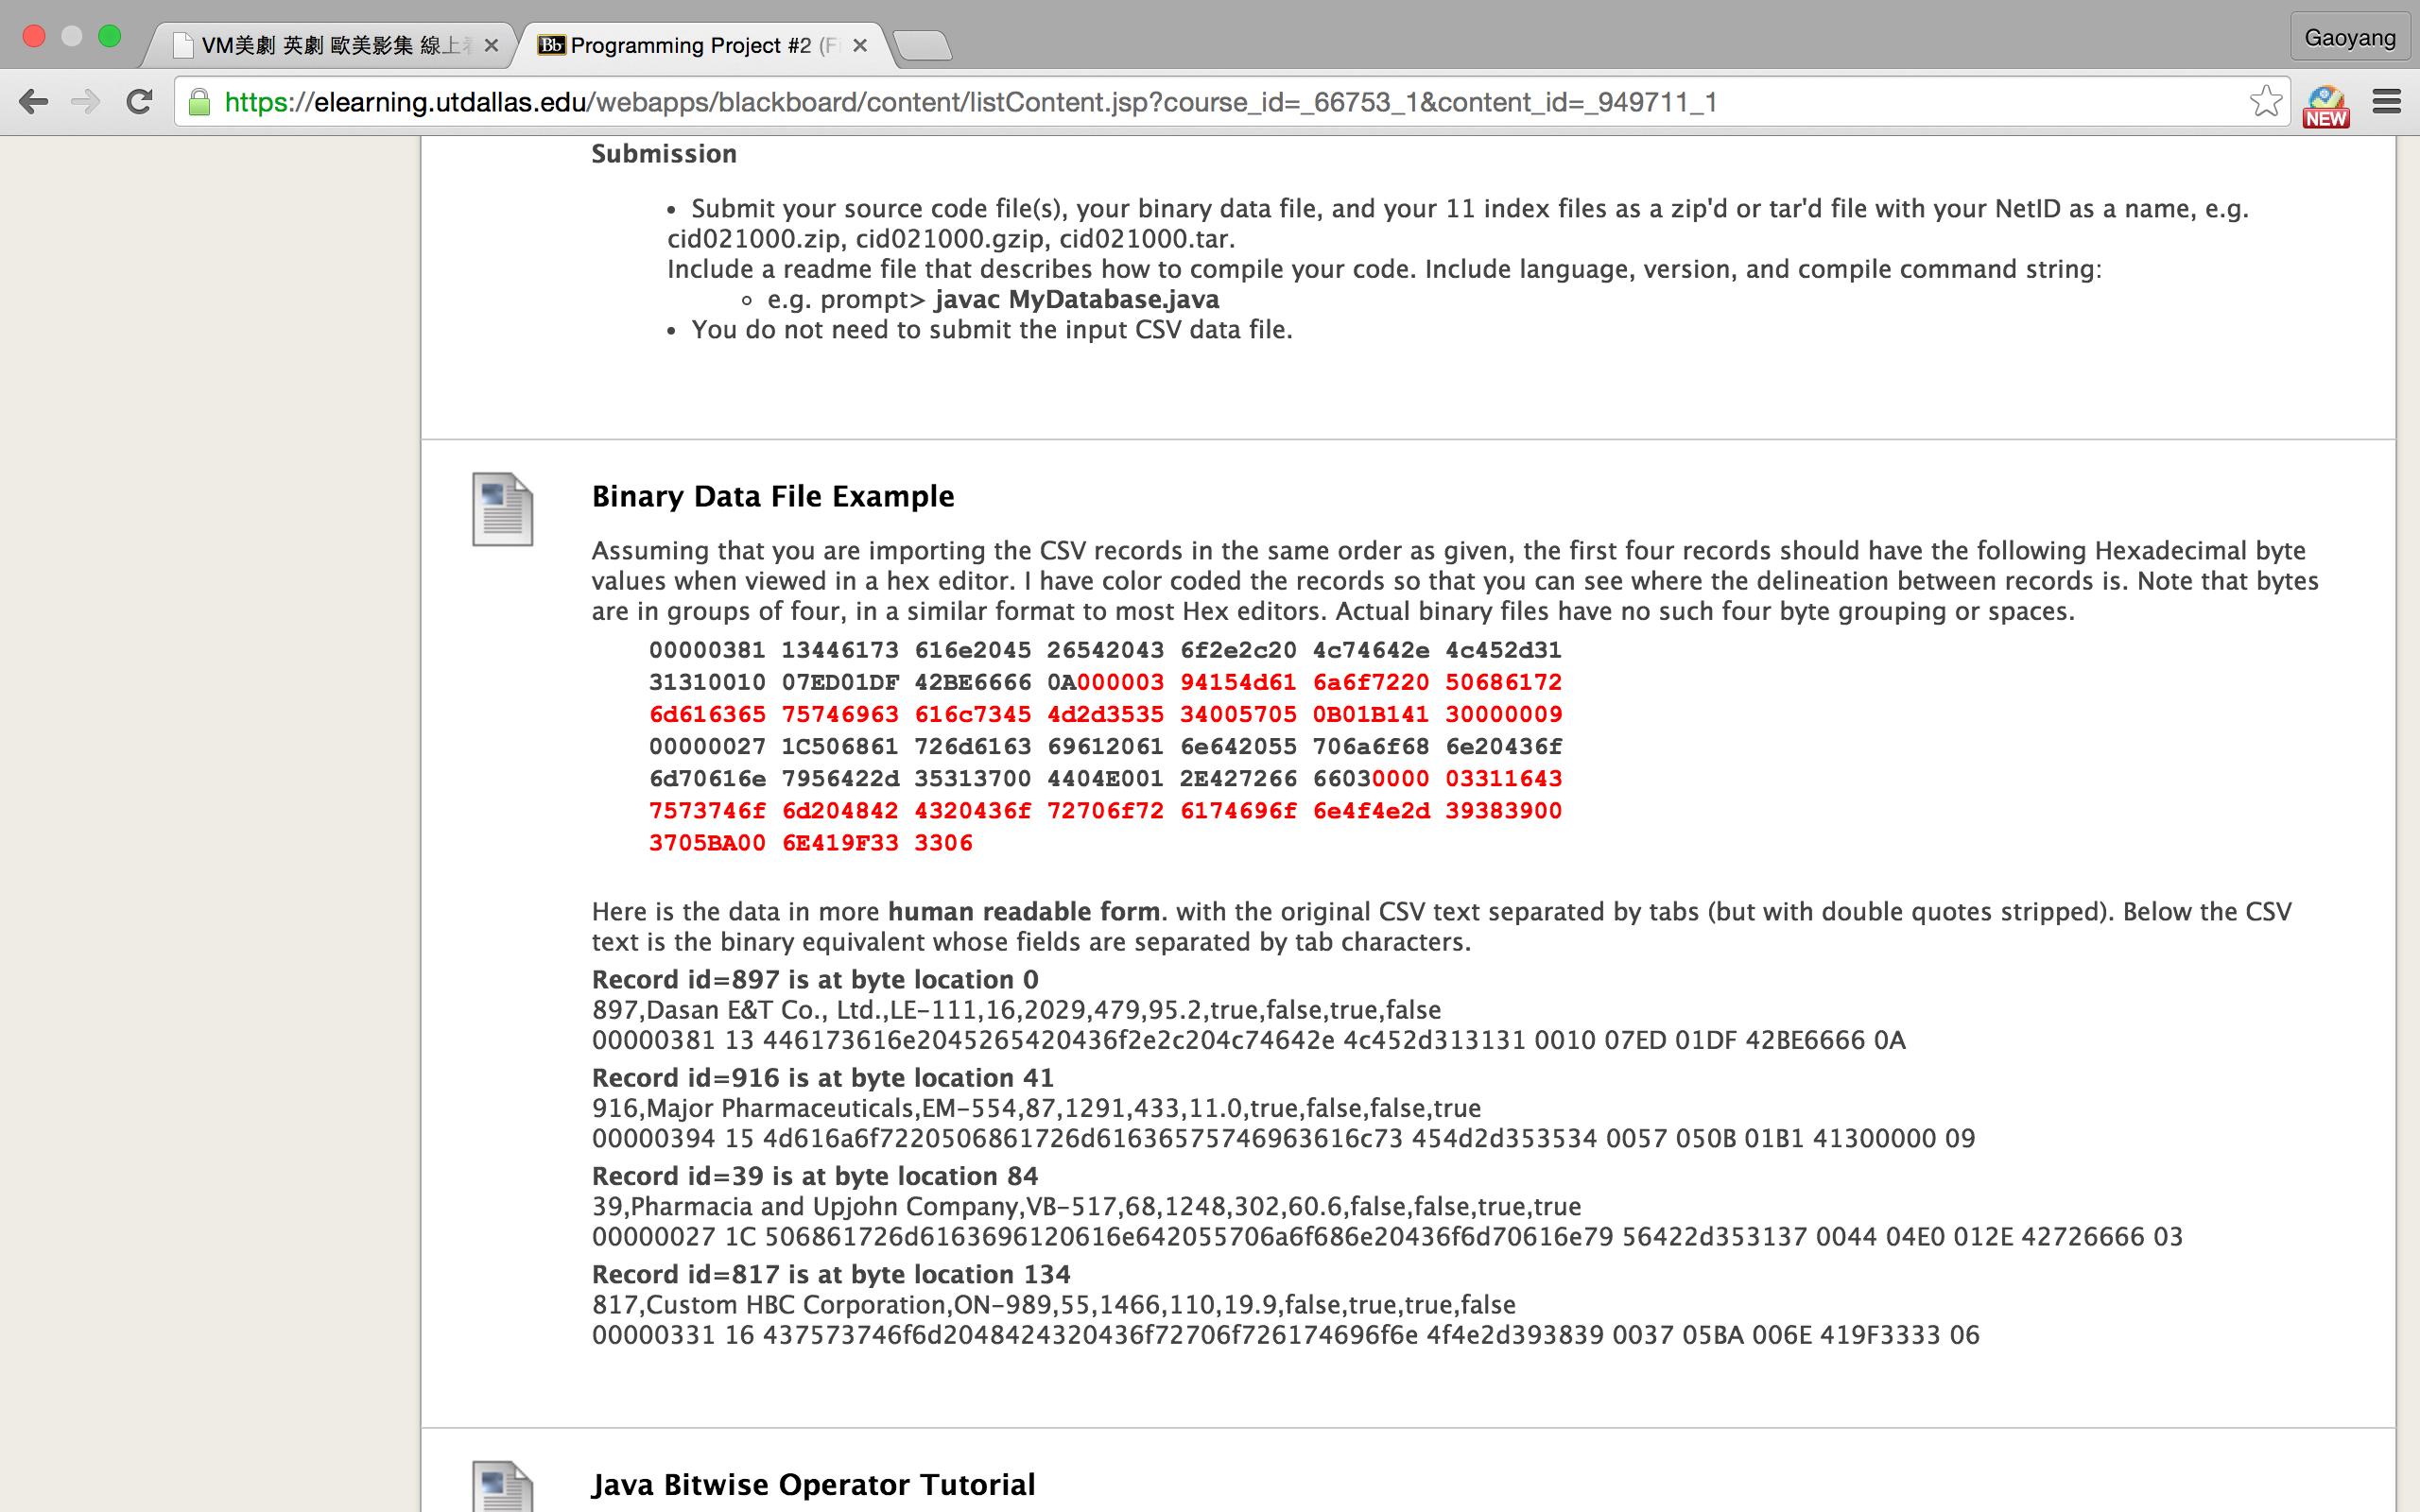 VM美劇 英劇 歐美影集 線上
Programming Project #2 (F
Gaoyang
https://elearning.utdallas.edu/webapps/blackboard/content/listContent.jsp?course_id=_66753_1&content_id=_949711_1
NEW
Submission
• Submit your source code file(s), your binary data file, and your 11 index files as a zip'd or tar'd file with your NetID as a name, e.g.
cid021000.zip, cid021000.gzip, cid021000.tar.
Include a readme file that describes how to compile your code. Include language, version, and compile command string:
◦ e.g. prompt> javac MyDatabase.java
• You do not need to submit the input CSV data file.
Binary Data File Example
Assuming that you are importing the CSV records in the same order as given, the first four records should have the following Hexadecimal byte
values when viewed in a hex editor. I have color coded the records so that you can see where the delineation between records is. Note that bytes
are in groups of four, in a similar format to most Hex editors. Actual binary files have no such four byte grouping or spaces.
00000381 13446173 616e2045 26542043 6f2e2c20 4c74642e 4c452d31
31310010 07ED01DF 42BE6666 0A000003 94154d61 6a6f7220 50686172
6d616365 75746963 616c7345 4d2d3535 34005705 0B01B141 30000009
00000027 1C506861 726d6163 69612061 6e642055 706a6f68 6e20436f
6d70616e 7956422d 35313700 4404E001 2E427266 66030000 03311643
7573746f 6d204842 4320436f 72706f72 6174696f 6e4f4e2d 39383900
3705BA00 6E419F33 3306
Here is the data in more human readable form. with the original CSV text separated by tabs (but with double quotes stripped). Below the CSV
text is the binary equivalent whose fields are separated by tab characters.
Record id=897 is at byte location 0
897,Dasan E&T Co., Ltd.,LE-111,16,2029,479,95.2,true,false,true,false
00000381 13 446173616e2045265420436f2e2c204c74642e 4c452d313131 0010 07ED 01DF 42BE6666 0A
Record id=916 is at byte location 41
916,Major Pharmaceuticals,EM-554,87,1291,433,11.0,true,false,false,true
00000394 15 4d616a6f7220506861726d616365757469 63616c73 454d2d353534 0057 050B 01B1 41300000 09
Record id=39 is at byte location 84
39,Pharmacia and Upjohn Company,VB-517,68,1248,302,60.6,false,false,true,true
00000027 1C 506861726d6163696120616e642055706a6f686e20436f6d70616e79 56422d353137 0044 04E0 012E 42726666 03
Record id=817 is at byte location 134
817,Custom HBC Corporation,ON-989,55,1466,110,19.9,false,true,true,false
00000331 16 437573746f6d2048424320436f72706f726174696f6e 4f4e2d393839 0037 05BA 006E 419F3333 06
Java Bitwise Operator Tutorial